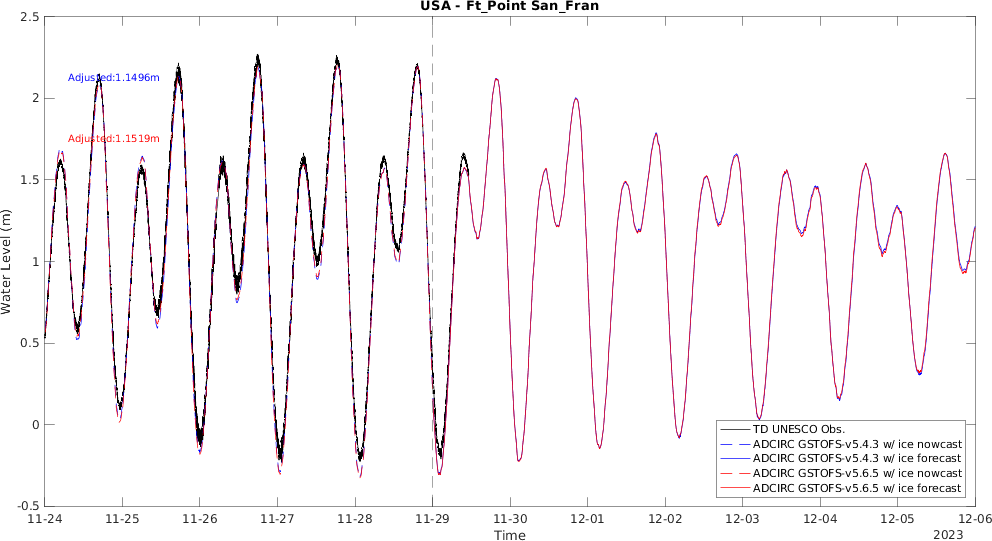 USA - Ft_Point San_Fran
2.5
2
1.5
1
0.5
0
-0.5
Water Level (m)
Adjusted:1.1496m
Adjusted:1.1519m
TD UNESCO Obs.
ADCIRC GSTOFS-v5.4.3 w/ ice nowcast
ADCIRC GSTOFS-v5.4.3 w/ ice forecast
ADCIRC GSTOFS-v5.6.5 w/ ice nowcast
ADCIRC GSTOFS-v5.6.5 w/ ice forecast
11-24 11-25 11-26 11-27 11-28 11-29 11-30 12-01 12-02 12-03 12-04 12-05 12-06
Time
2023